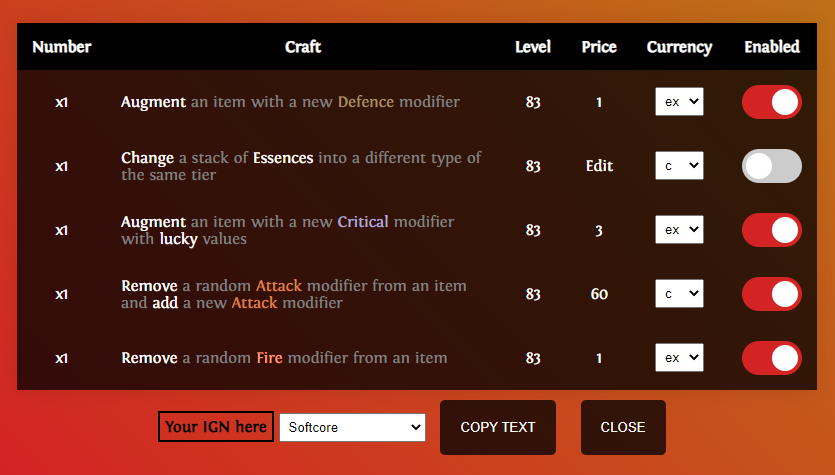 Number Craft Level Price Currency Enabled
x1 Augment an item with a new Defence modifier 83 1 ex
x1 Change a stack of Essences into a different type of 83 Edit c
the same tier
x1 Augment an item with a new Critical modifier 83 3 ex
with lucky values
x1 Remove a random Attack modifier from an item 83 60 c
and add a new Attack modifier
x1 Remove a random Fire modifier from an item 83 1 ex
Your IGN here Softcore COPY TEXT CLOSE